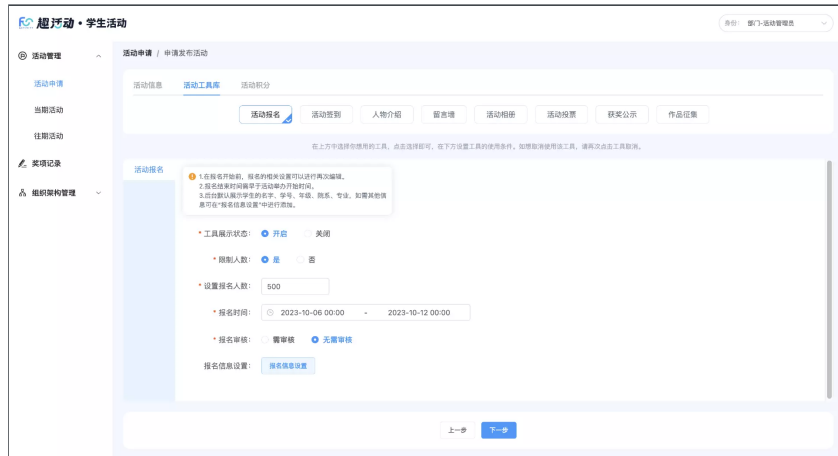 趣活动·学生活动
身份: 部门-活动管理员
活动管理
活动申请
当期活动
往期活动
奖项记录
组织架构管理
活动申请 / 申请发布活动
活动信息 活动工具库 活动积分
活动报名 活动签到 人物介绍 留言墙 活动相册 活动投票 获奖公示 作品征集
在上方中选择你想用的工具，点击选择即可，在下方设置工具的使用条件。如想取消使用该工具，请再次点击工具取消。
活动报名
1.在报名开始前，报名的相关设置可以进行再次编辑。
2.报名结束时间需早于活动举办开始时间。
3.后台默认展示学生的名字、学号、年级、院系、专业，如需其他信
息可在“报名信息设置”中进行添加。
* 工具展示状态: 开启 关闭
* 限制人数: 是 否
* 设置报名人数: 500
* 报名时间: 2023-10-06 00:00 - 2023-10-12 00:00
* 报名审核: 需审核 无需审核
报名信息设置: 报名信息设置
上一步 下一步